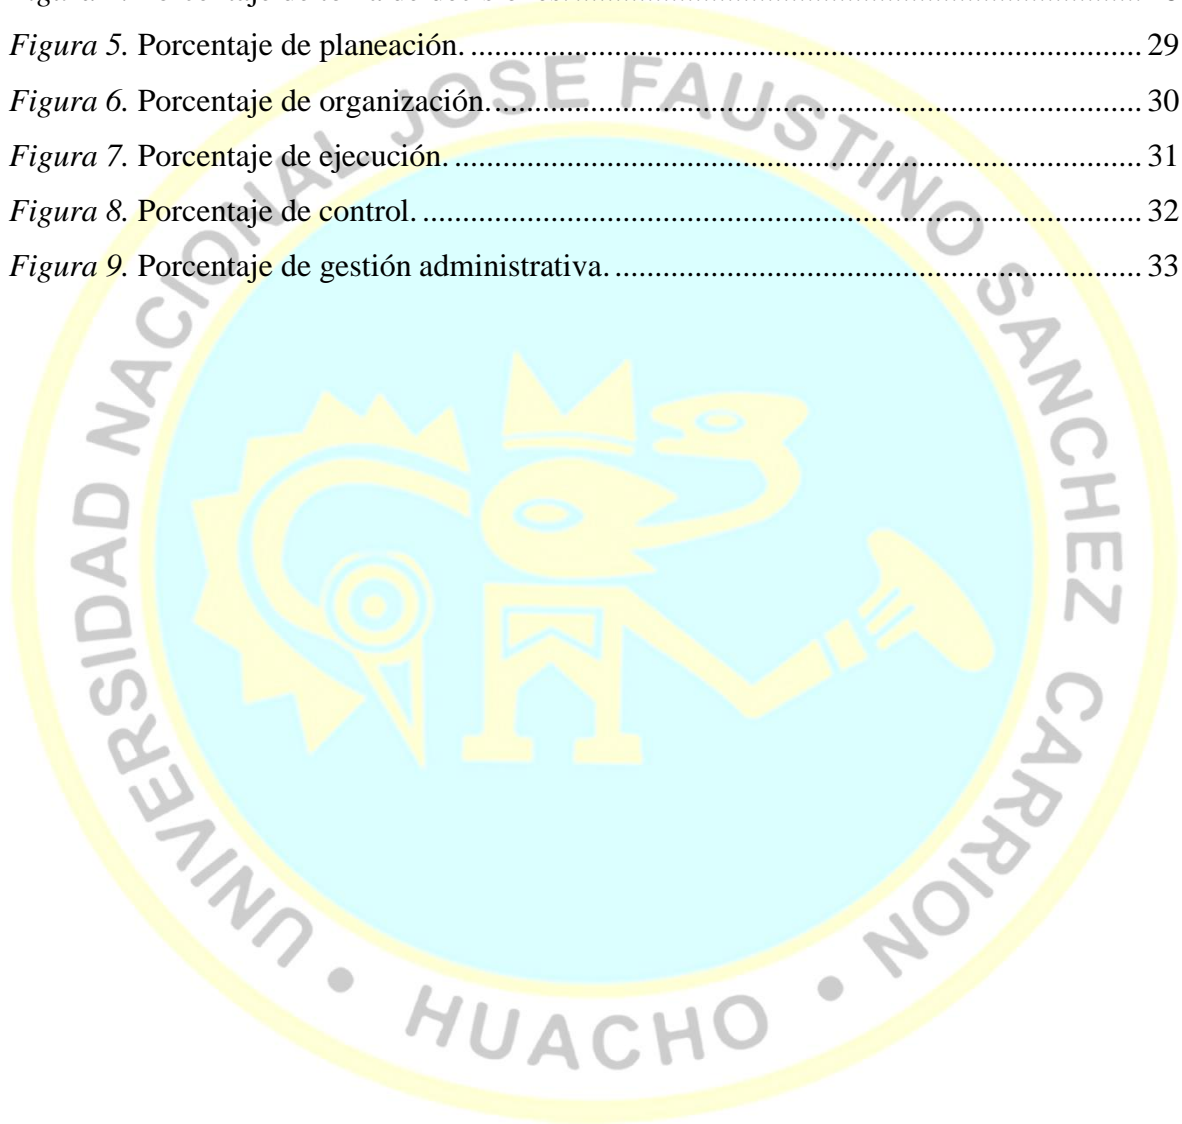 Figura 5. Porcentaje de planeación. .................... 29
Figura 6. Porcentaje de organización. .................... 30
Figura 7. Porcentaje de ejecución. .................... 31
Figura 8. Porcentaje de control. .................... 32
Figura 9. Porcentaje de gestión administrativa. .................... 33
UNIVERSIDAD NACIONAL JOSE FAUSTINO SANCHEZ CARRION • HUACHO •